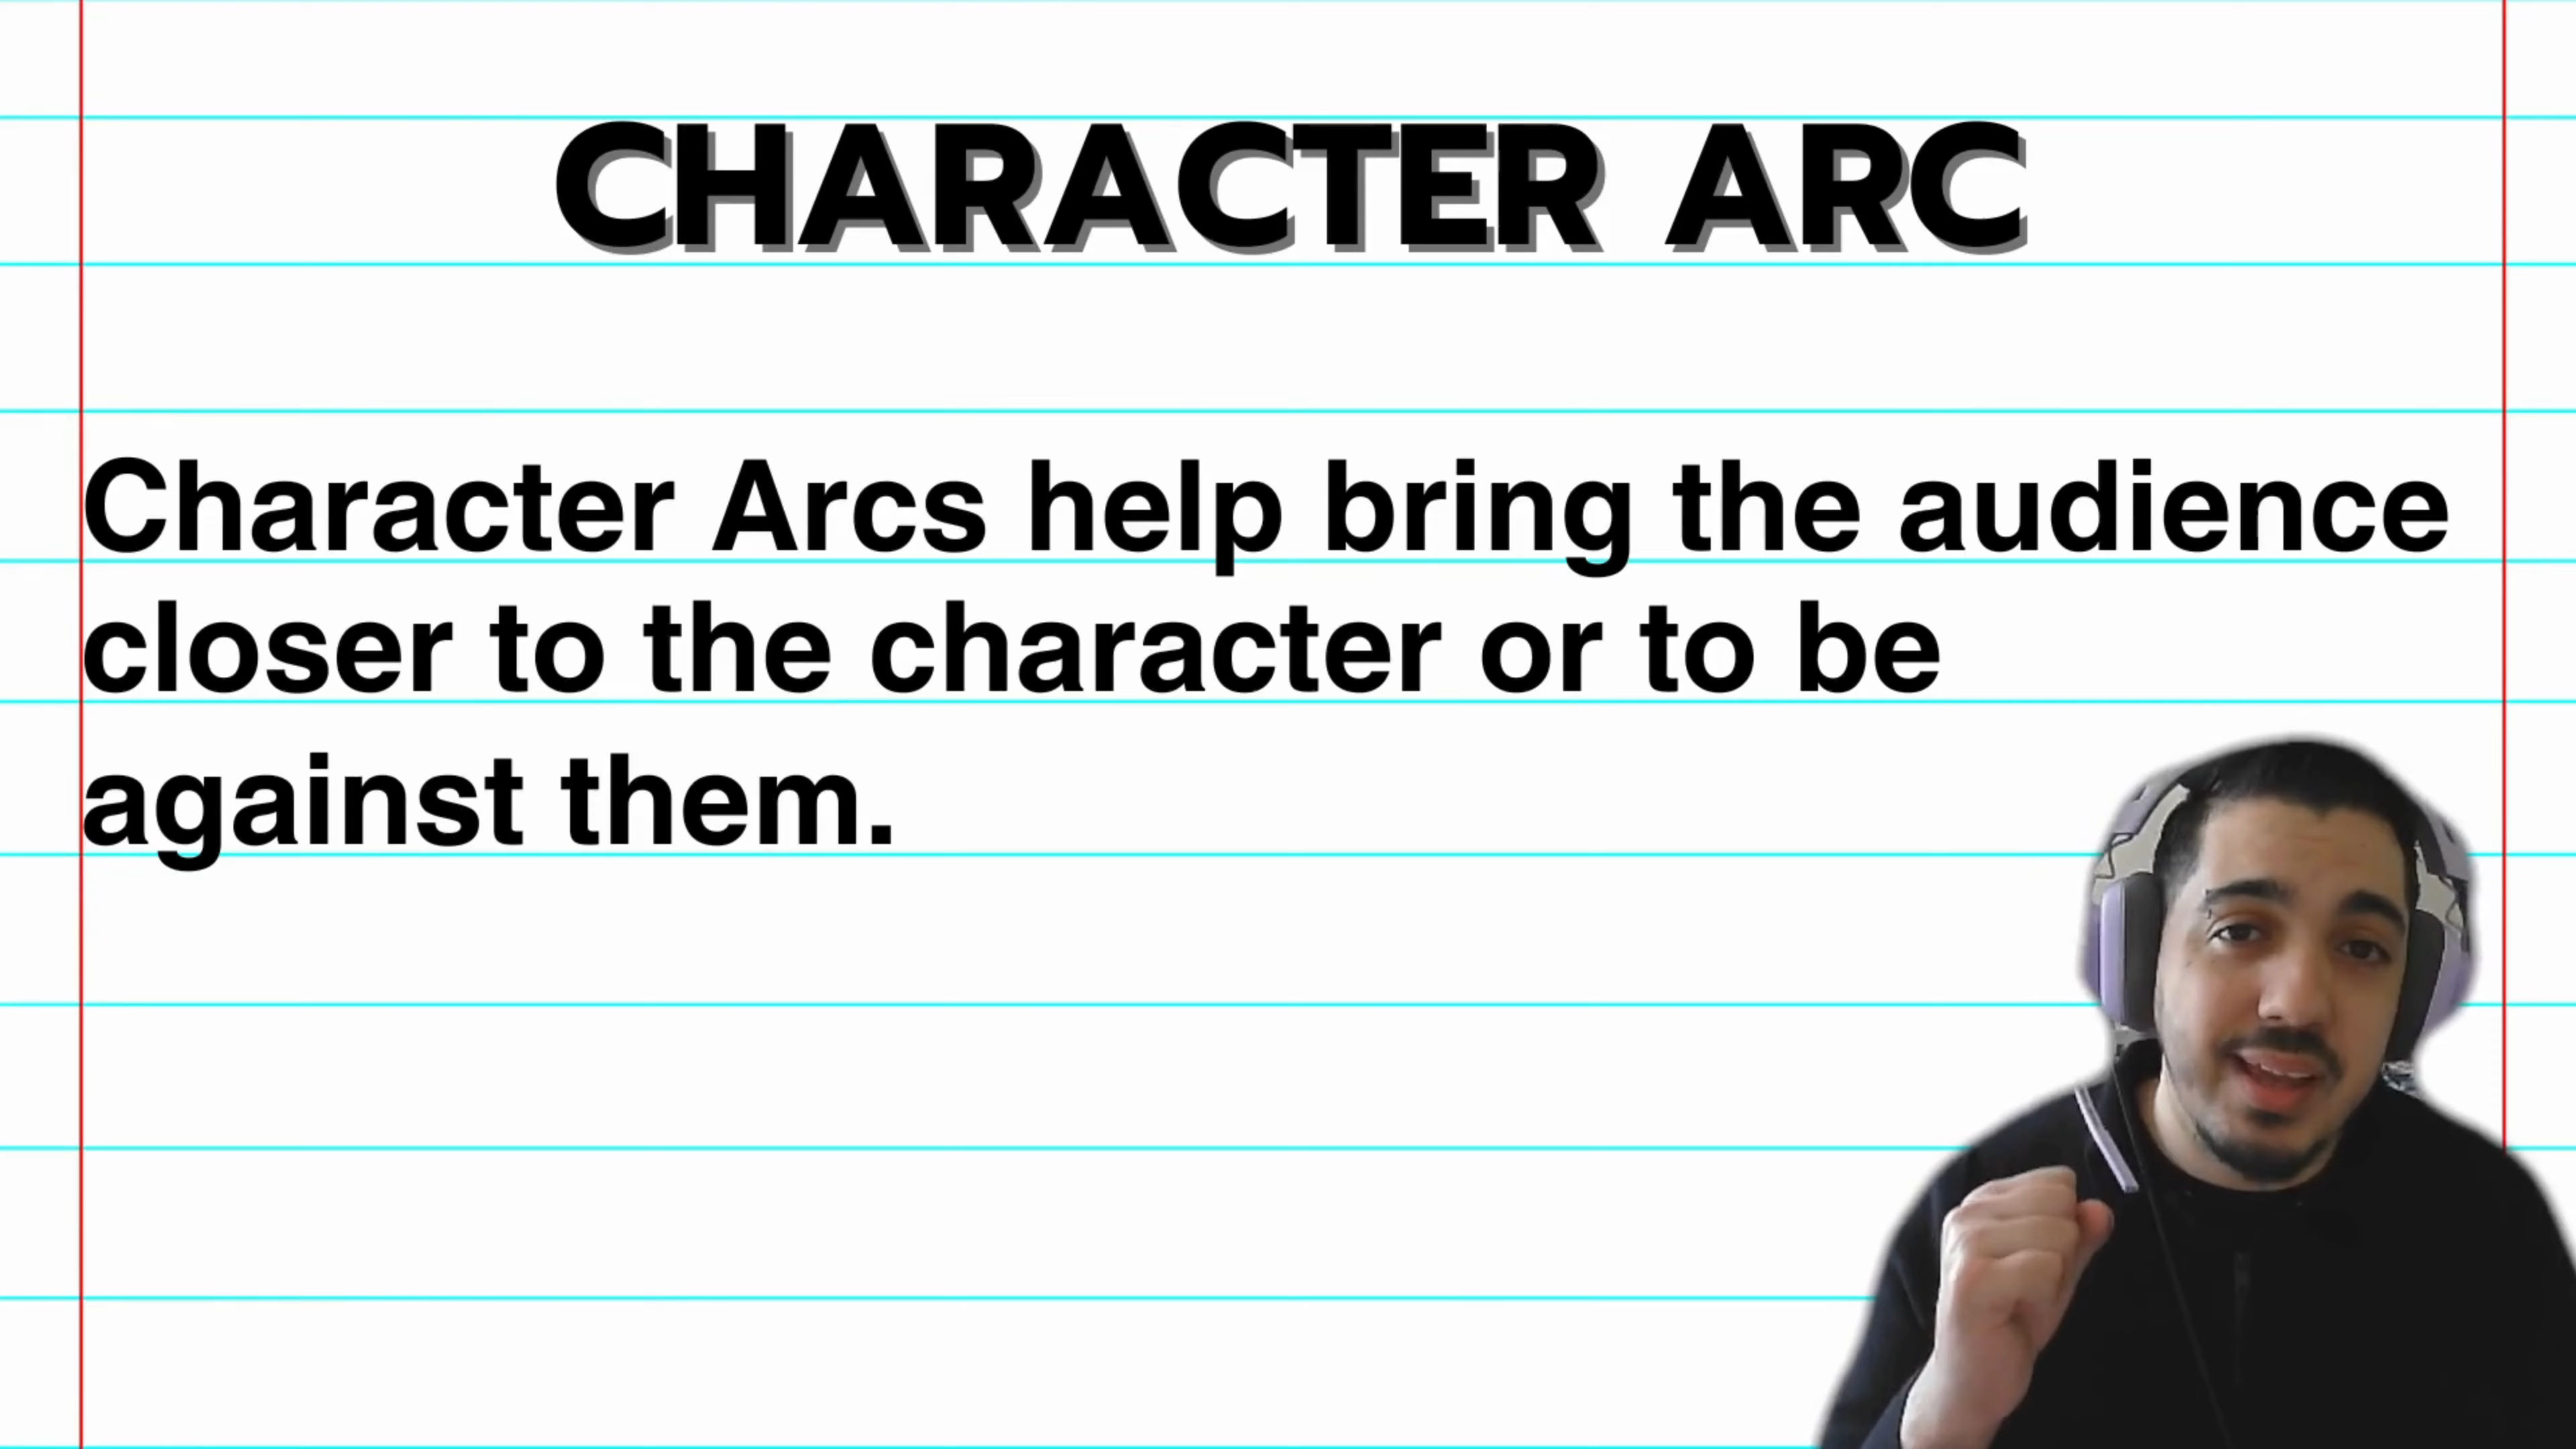 CHARACTER ARC
Character Arcs help bring the audience
closer to the character or to be
against them.